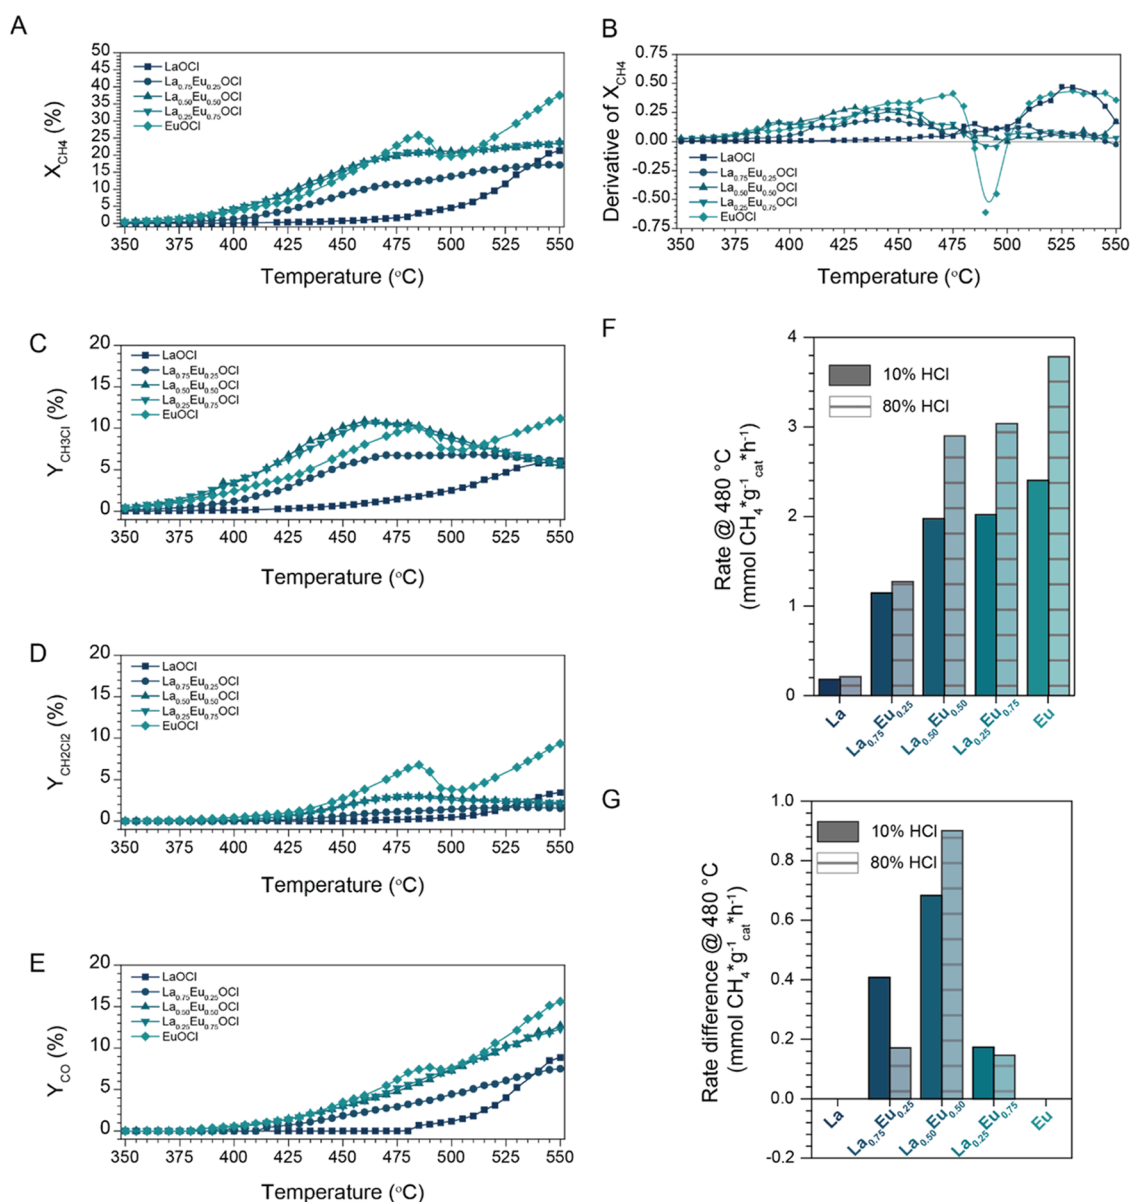 A
X_CH4 (%)
50
45
40
35
30
25
20
15
10
5
0
LaOCl
La0.75Eu0.25OCl
La0.50Eu0.50OCl
La0.25Eu0.75OCl
EuOCl
350 375 400 425 450 475 500 525 550
Temperature (°C)
B
Derivative of X_CH4
0.75
0.50
0.25
0.00
-0.25
-0.50
-0.75
LaOCl
La0.75Eu0.25OCl
La0.50Eu0.50OCl
La0.25Eu0.75OCl
EuOCl
350 400 450 500 550
Temperature (°C)
C
Y_CH3Cl (%)
20
15
10
5
0
LaOCl
La0.75Eu0.25OCl
La0.50Eu0.50OCl
La0.25Eu0.75OCl
EuOCl
350 375 400 425 450 475 500 525 550
Temperature (°C)
D
Y_CH2Cl2 (%)
20
15
10
5
0
LaOCl
La0.75Eu0.25OCl
La0.50Eu0.50OCl
La0.25Eu0.75OCl
EuOCl
350 375 400 425 450 475 500 525 550
Temperature (°C)
E
Y_CO (%)
20
15
10
5
0
LaOCl
La0.75Eu0.25OCl
La0.50Eu0.50OCl
La0.25Eu0.75OCl
EuOCl
350 375 400 425 450 475 500 525 550
Temperature (°C)
F
Rate @ 480 °C
(mmol CH4*g-1cat*h-1)
4
3
2
1
0
10% HCl
80% HCl
La
La0.75Eu0.25
La0.50Eu0.50
La0.25Eu0.75
Eu
G
Rate difference @ 480 °C
(mmol CH4*g-1cat*h-1)
1.0
0.8
0.6
0.4
0.2
0.0
-0.2
10% HCl
80% HCl
La
La0.75Eu0.25
La0.50Eu0.50
La0.25Eu0.75
Eu